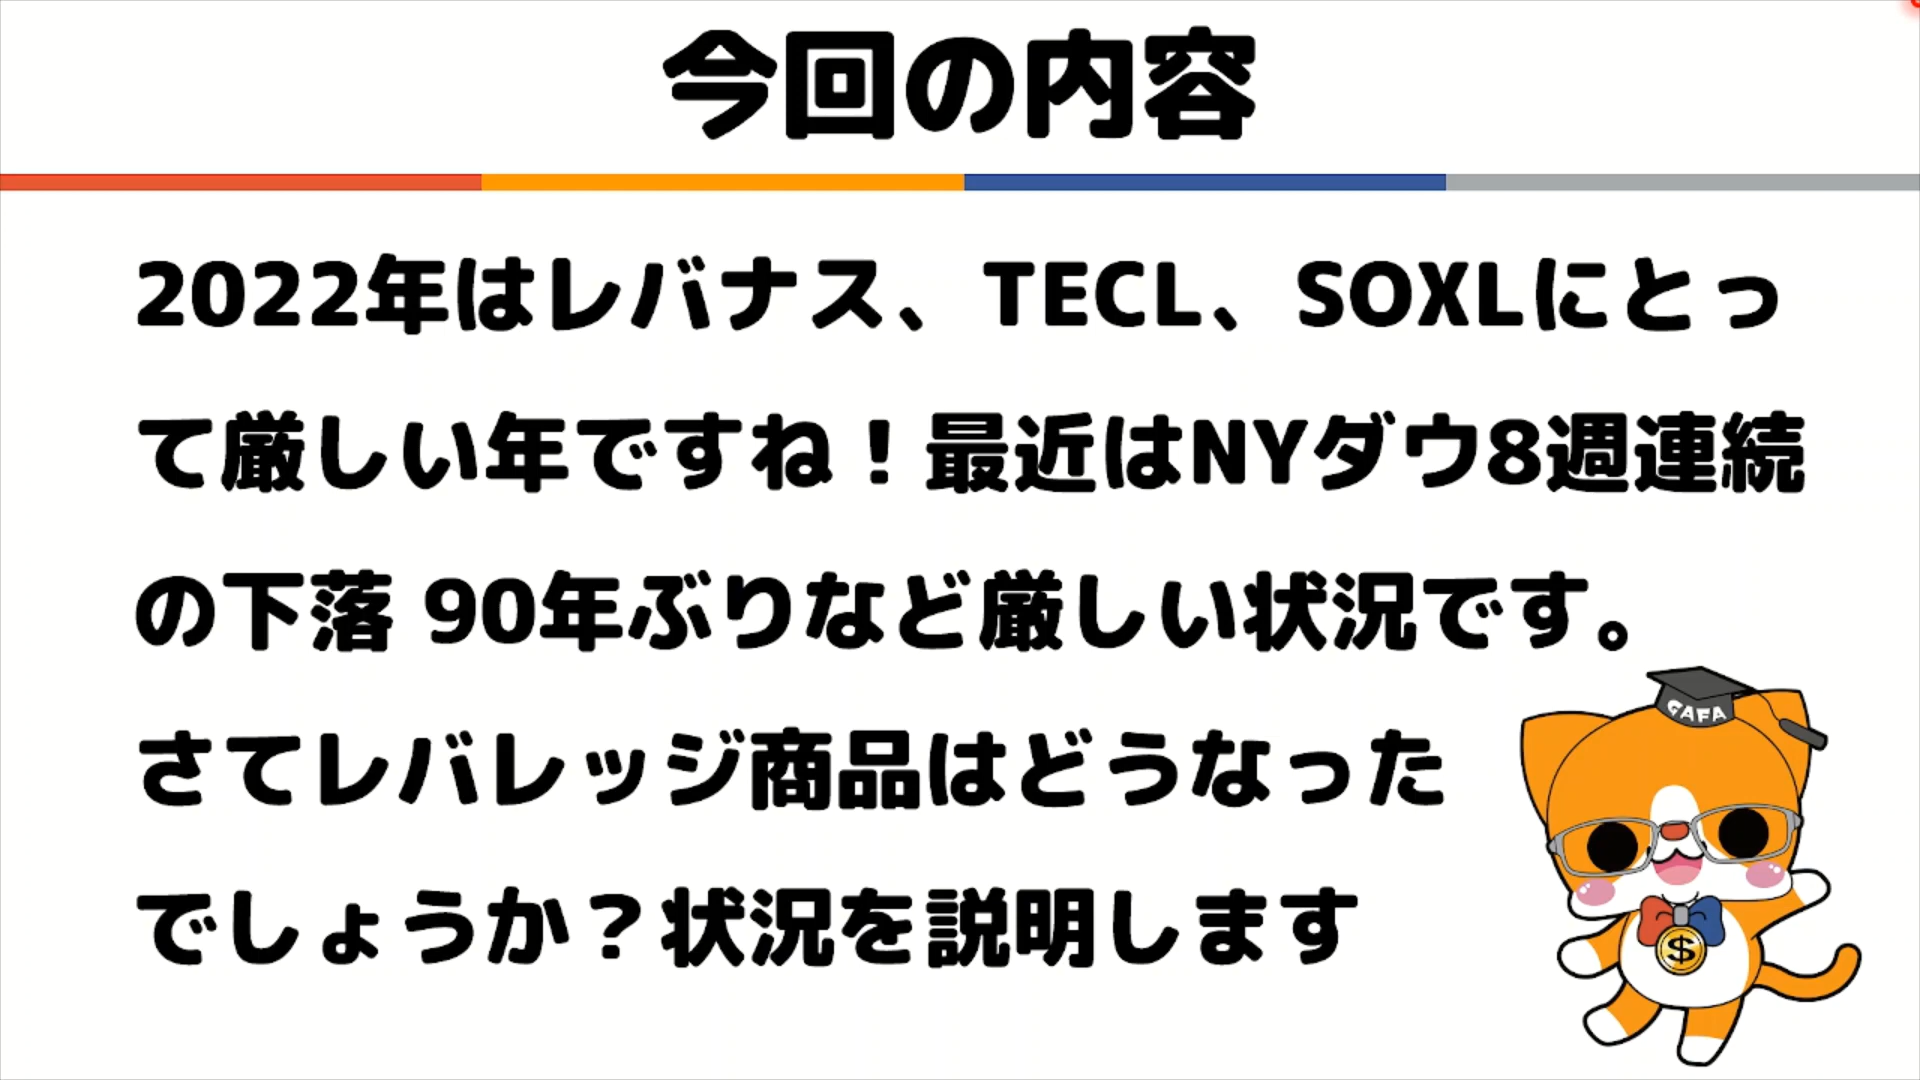 今回の内容
2022年はレバナス、TECL、SOXLにとっ
て厳しい年ですね！最近はNYダウ8週連続
の下落 90年ぶりなど厳しい状況です。
さてレバレッジ商品はどうなった
でしょうか？状況を説明します
GAFA
$